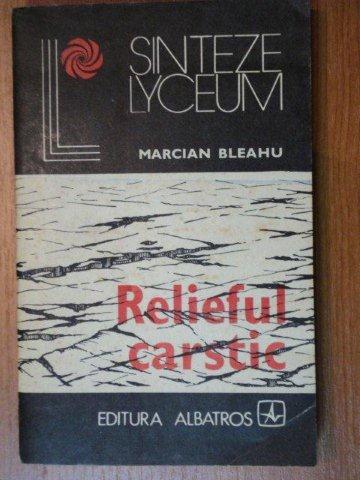 SINTEZE
LYCEUM
MARCIAN BLEAHU
Relieful
carstic
EDITURA ALBATROS